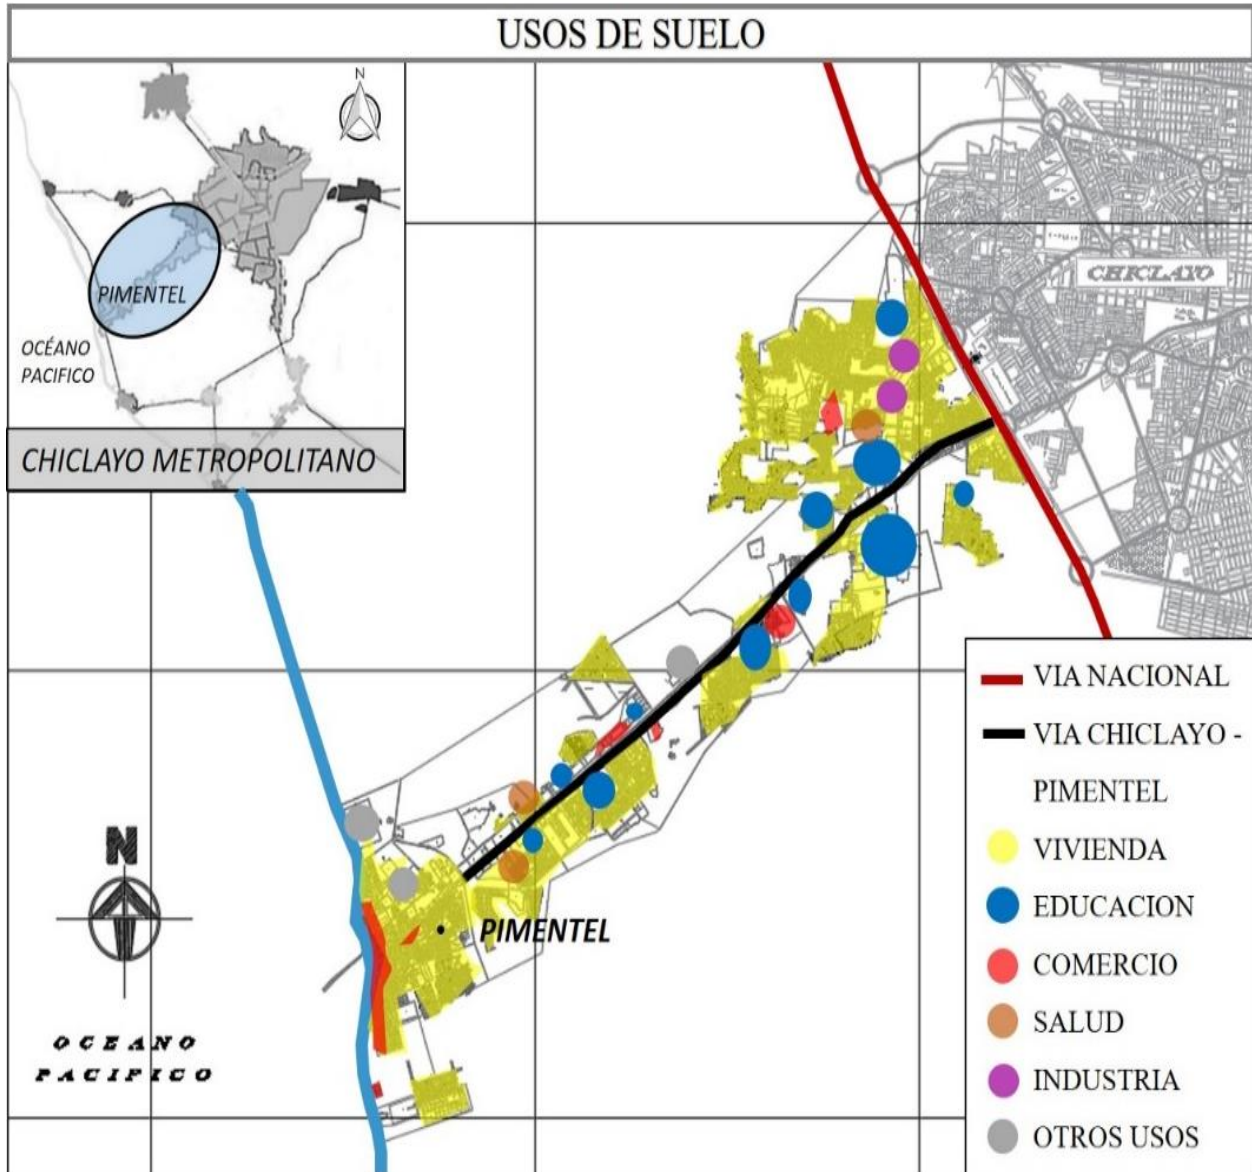 USOS DE SUELO
N
PIMENTEL
OCÉANO
PACIFICO
CHICLAYO METROPOLITANO
CHICLAYO
N
PIMENTEL
OCEANO
PACIFICO
VIA NACIONAL
VIA CHICLAYO -
PIMENTEL
VIVIENDA
EDUCACION
COMERCIO
SALUD
INDUSTRIA
OTROS USOS